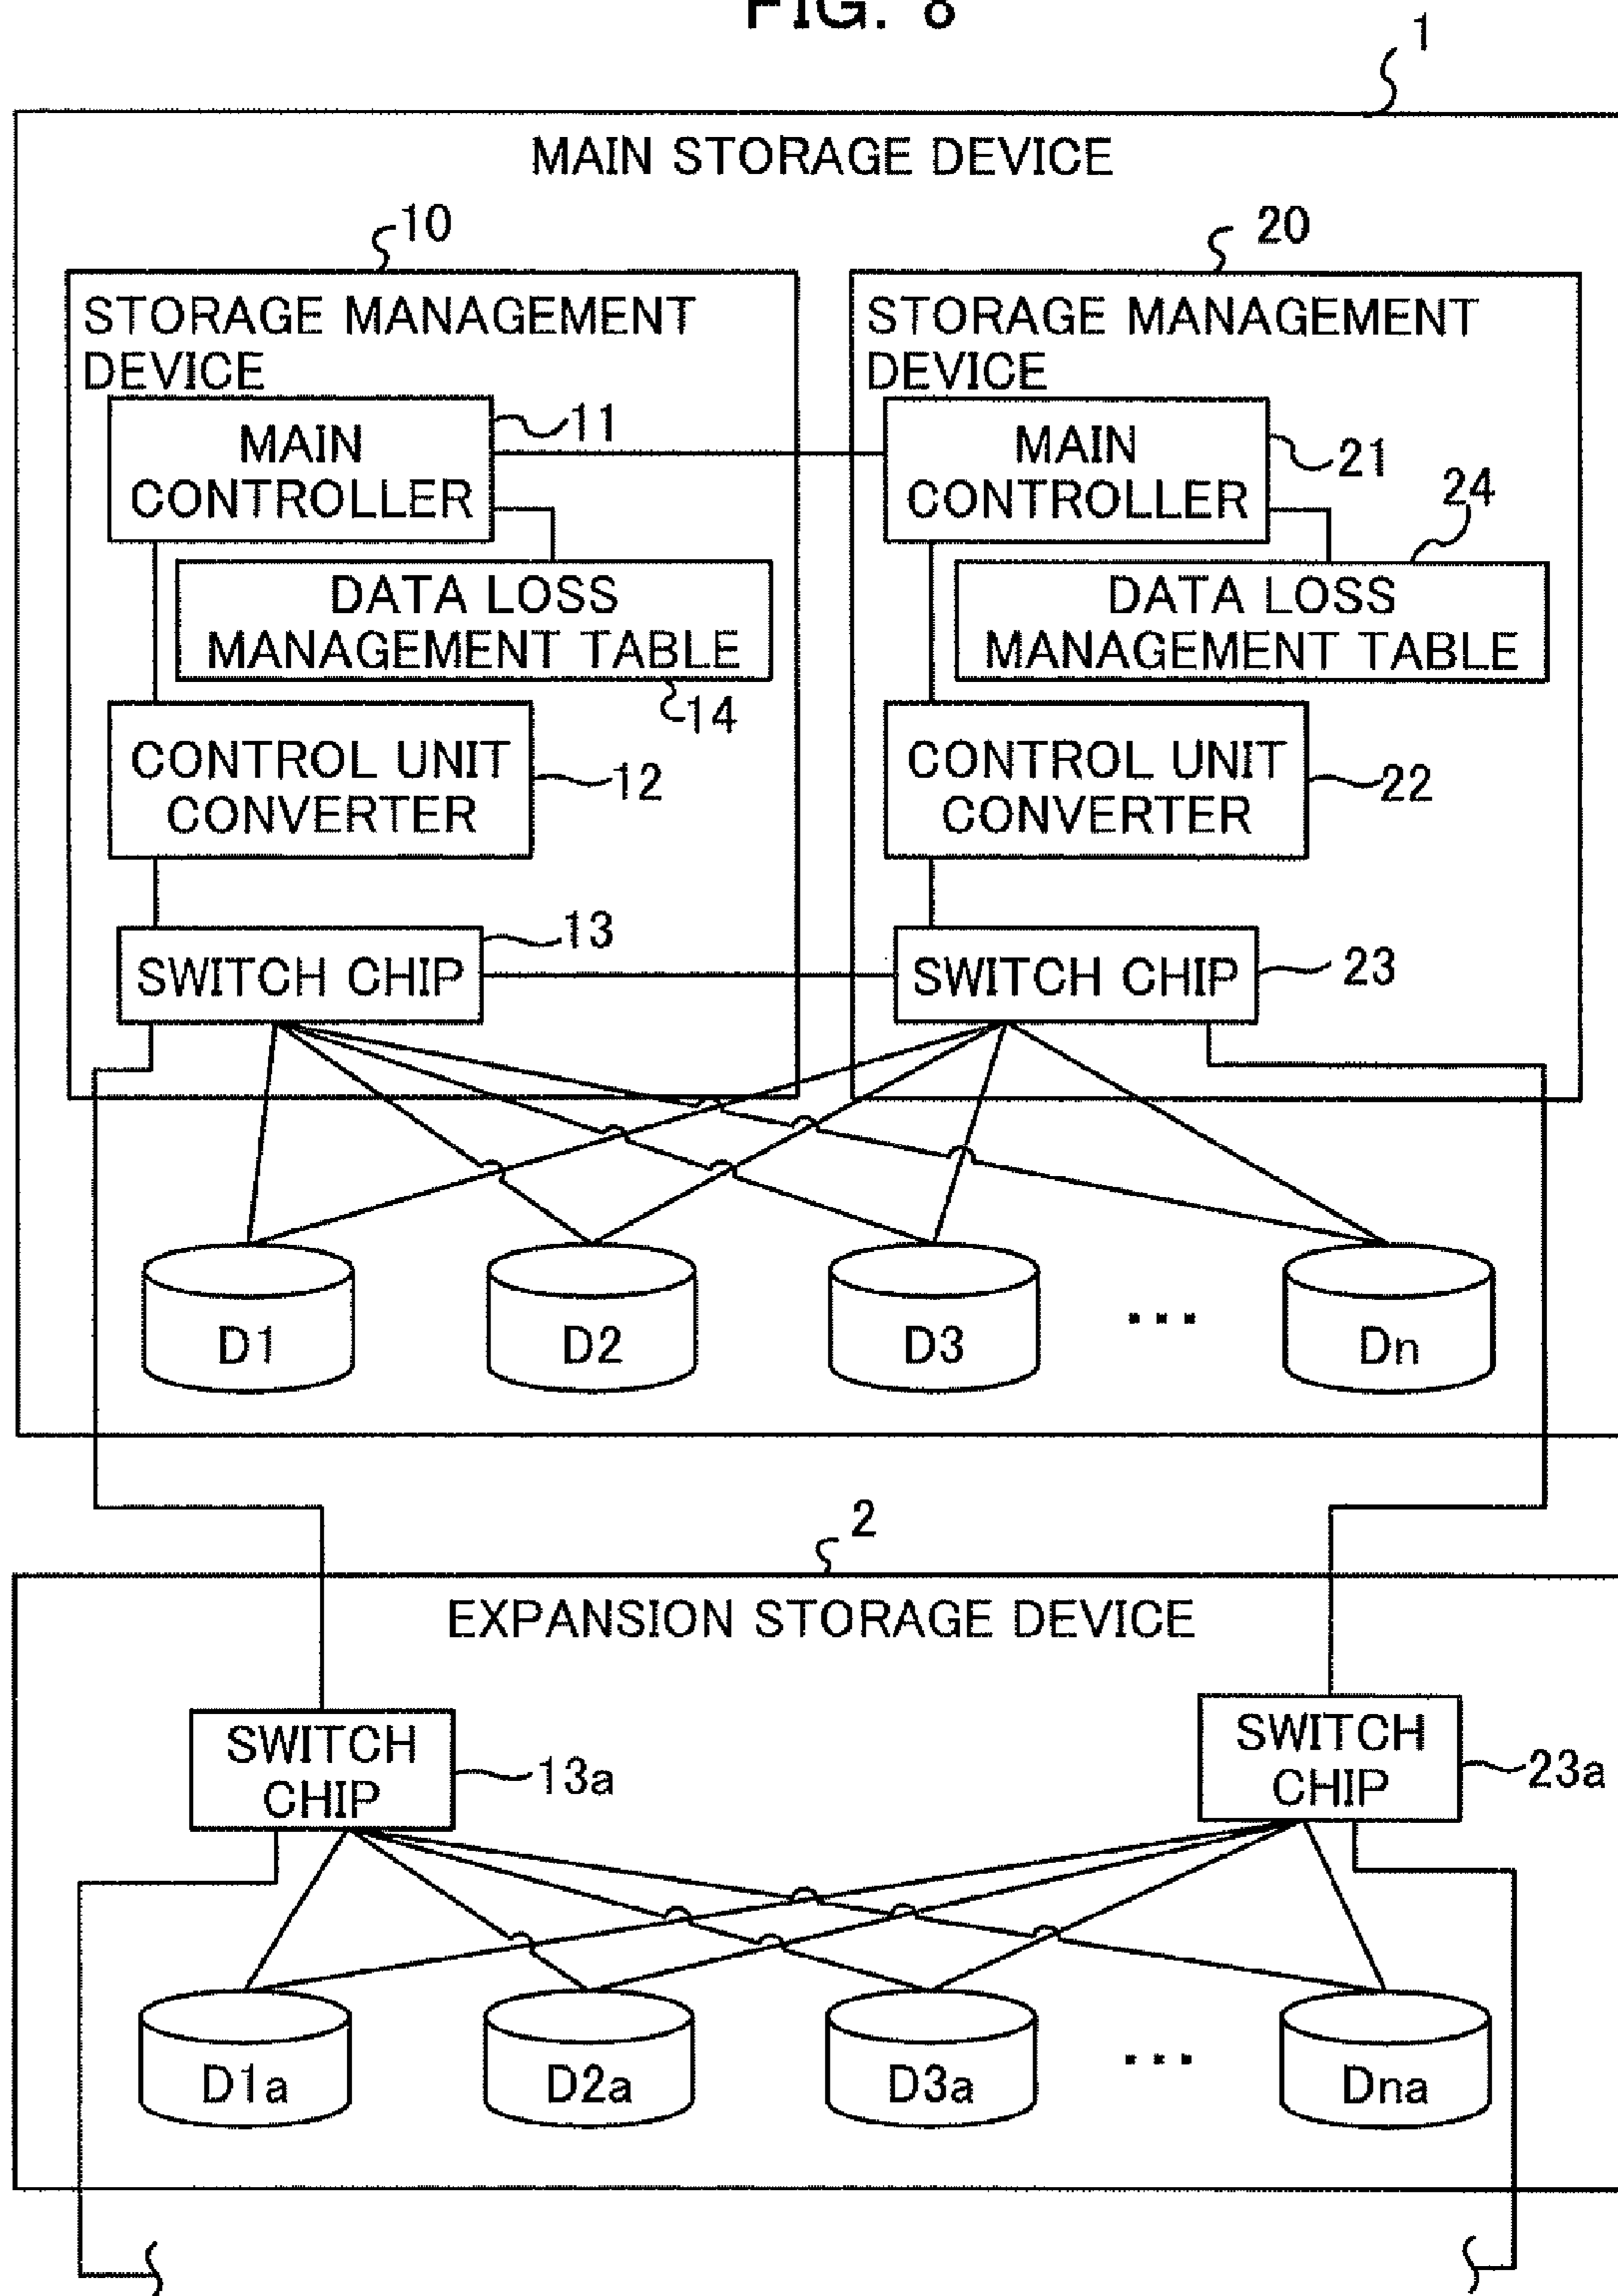 FIG. 8
1
MAIN STORAGE DEVICE
10
20
STORAGE MANAGEMENT
DEVICE
STORAGE MANAGEMENT
DEVICE
MAIN
CONTROLLER
11
MAIN
CONTROLLER
21
24
DATA LOSS
MANAGEMENT TABLE
14
DATA LOSS
MANAGEMENT TABLE
CONTROL UNIT
CONVERTER
12
CONTROL UNIT
CONVERTER
22
SWITCH CHIP
13
SWITCH CHIP
23
D1
D2
D3
...
Dn
2
EXPANSION STORAGE DEVICE
SWITCH
CHIP
13a
SWITCH
CHIP
23a
D1a
D2a
D3a
...
Dna